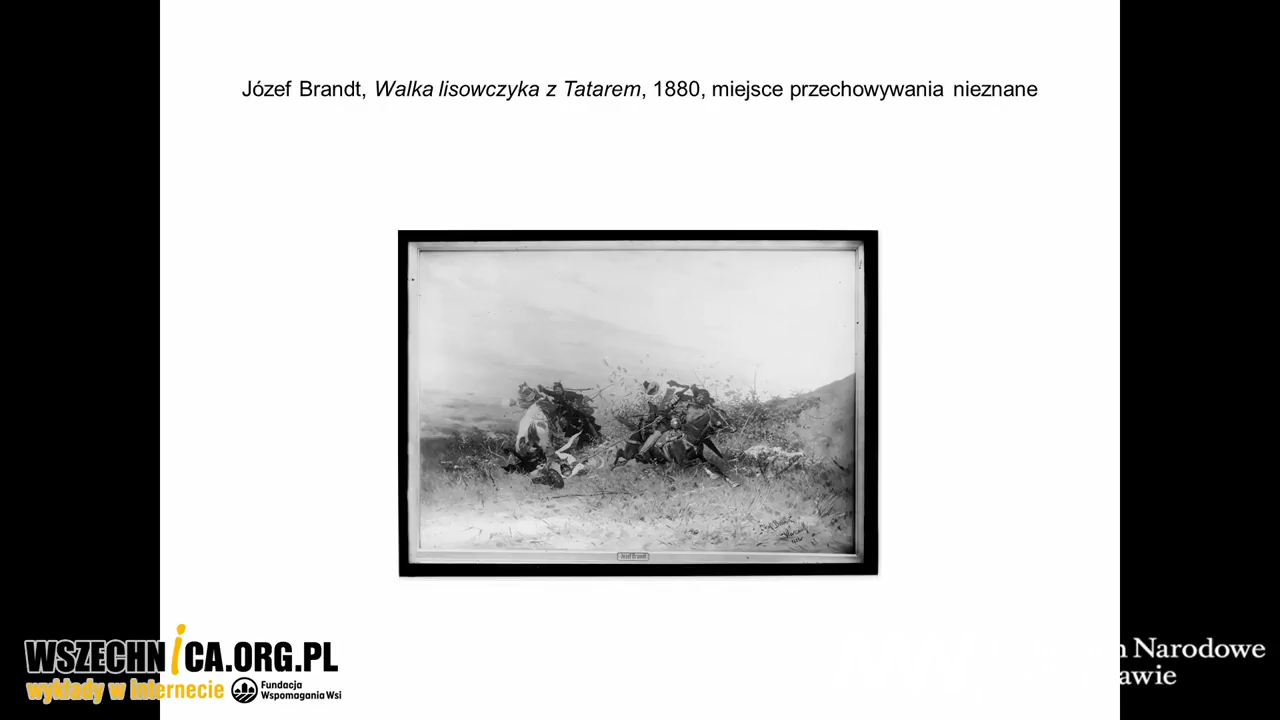 Józef Brandt, Walka lisowczyka z Tatarem, 1880, miejsce przechowywania nieznane
Józef Brandt
WSZECHNICA.ORG.PL
wykłady w internecie
Fundacja
Wspomagania Wsi
Narodowe